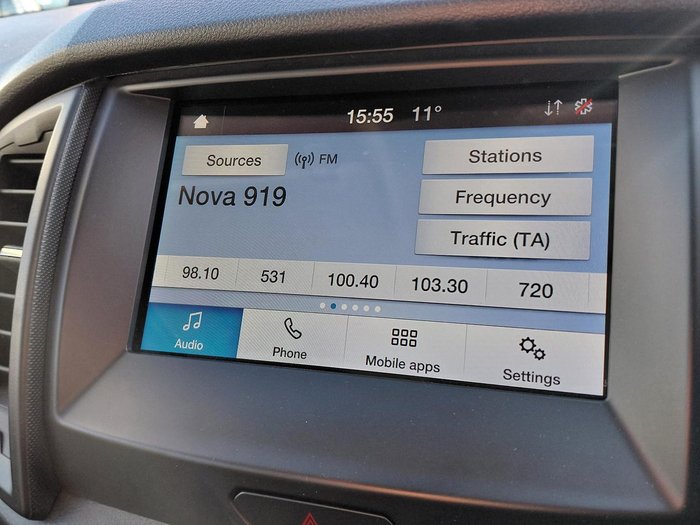 15:55 11°
Sources FM Stations
Nova 919 Frequency
Traffic (TA)
98.10 531 100.40 103.30 720
Audio Phone Mobile apps Settings